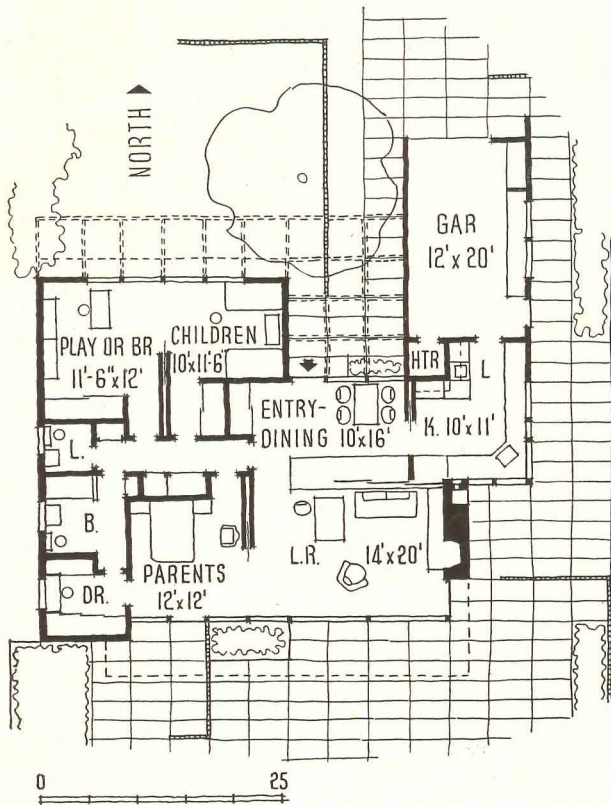 NORTH
GAR
12' x 20'
PLAY OR BR
11'-6" x 12'
CHILDREN
10' x 11'-6"
HTR
L
ENTRY-
DINING 10' x 16'
K. 10' x 11'
L.
B.
L.R. 14' x 20'
PARENTS
12' x 12'
DR.
0 25